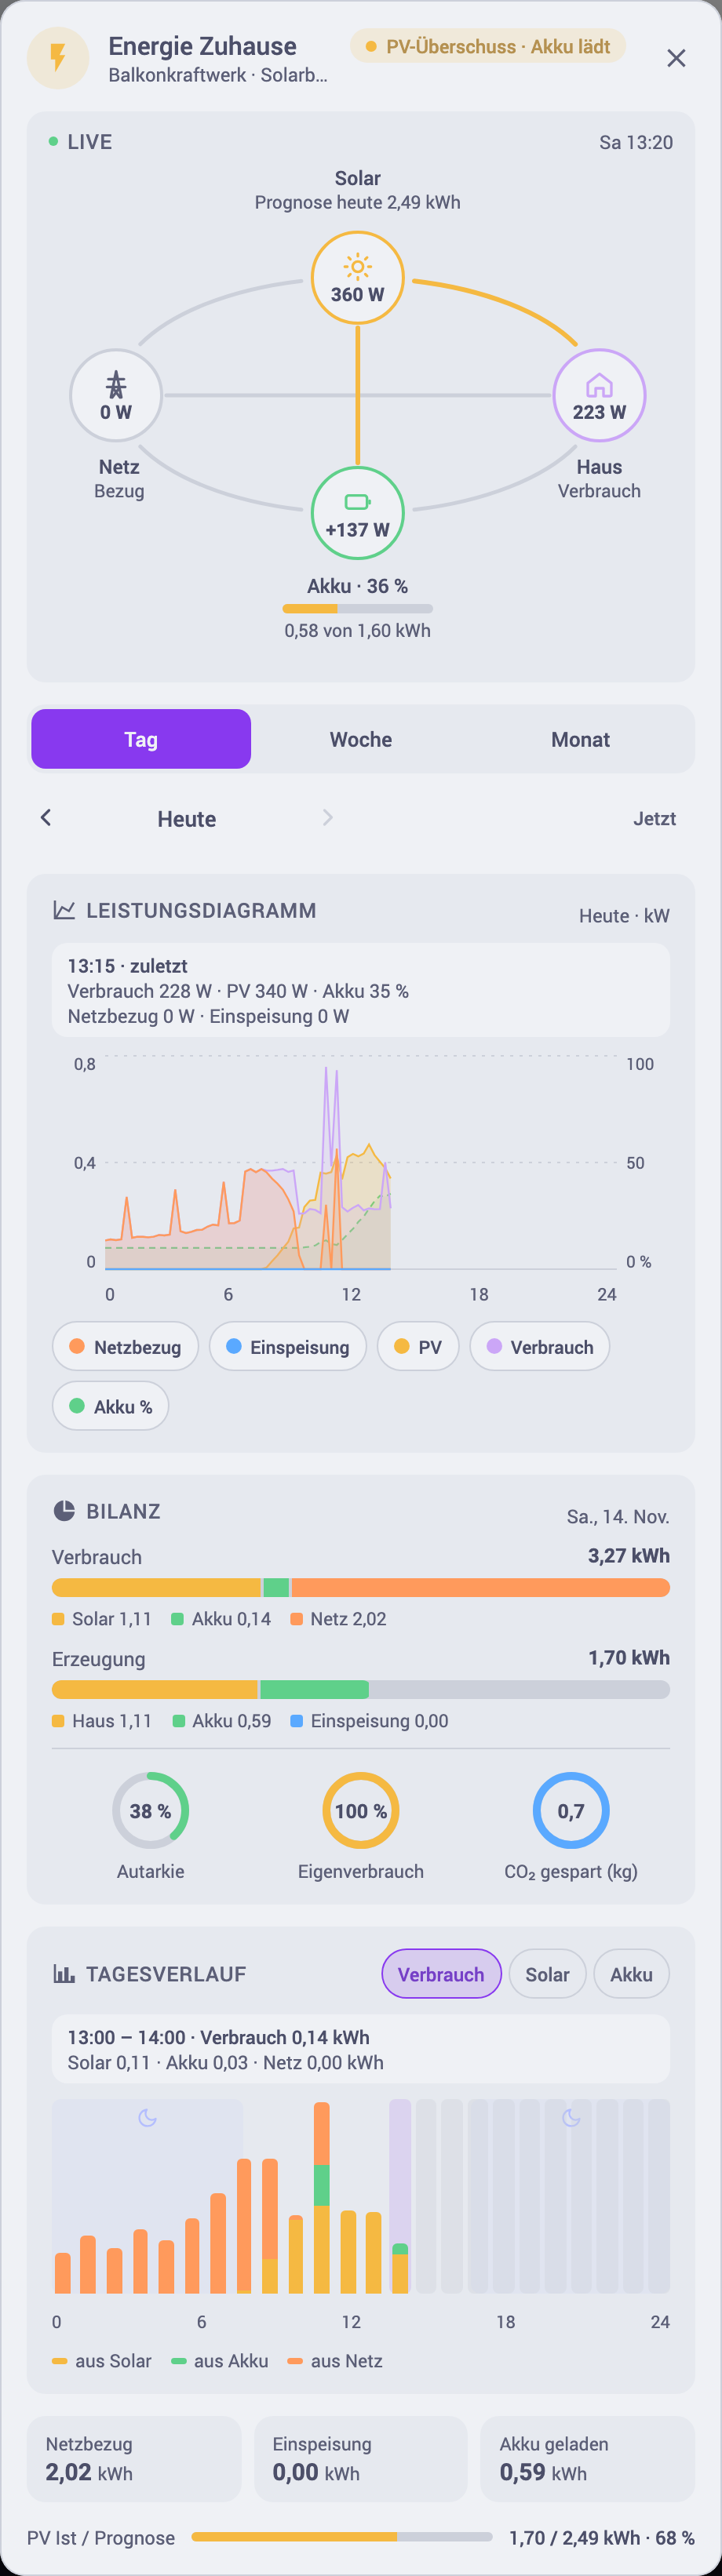 Energie Zuhause
Balkonkraftwerk · Solarb...
PV-Überschuss · Akku lädt
LIVE
Sa 13:20
Solar
Prognose heute 2,49 kWh
360 W
0 W
223 W
Netz
Bezug
Haus
Verbrauch
+137 W
Akku · 36 %
0,58 von 1,60 kWh
Tag
Woche
Monat
Heute
Jetzt
LEISTUNGSDIAGRAMM
Heute · kW
13:15 · zuletzt
Verbrauch 228 W · PV 340 W · Akku 35 %
Netzbezug 0 W · Einspeisung 0 W
0,8
100
0,4
50
0
0 %
0 6 12 18 24
Netzbezug
Einspeisung
PV
Verbrauch
Akku %
BILANZ
Sa., 14. Nov.
Verbrauch
3,27 kWh
Solar 1,11
Akku 0,14
Netz 2,02
Erzeugung
1,70 kWh
Haus 1,11
Akku 0,59
Einspeisung 0,00
38 %
100 %
0,7
Autarkie
Eigenverbrauch
CO₂ gespart (kg)
TAGESVERLAUF
Verbrauch
Solar
Akku
13:00 – 14:00 · Verbrauch 0,14 kWh
Solar 0,11 · Akku 0,03 · Netz 0,00 kWh
0 6 12 18 24
aus Solar
aus Akku
aus Netz
Netzbezug
2,02 kWh
Einspeisung
0,00 kWh
Akku geladen
0,59 kWh
PV Ist / Prognose
1,70 / 2,49 kWh · 68 %